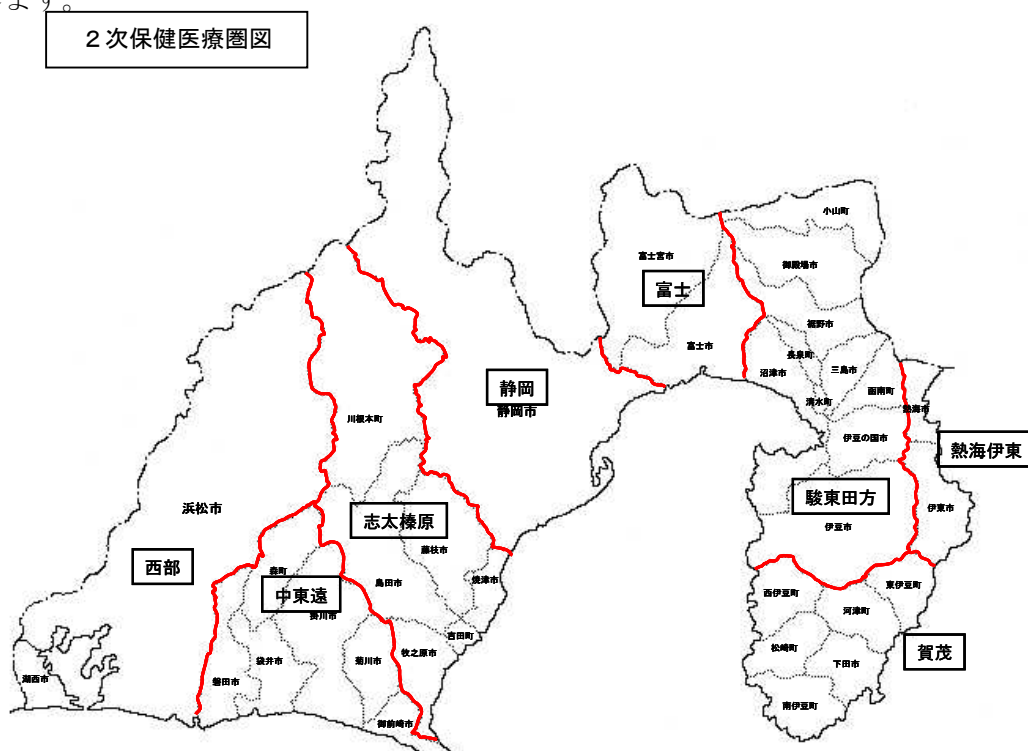 ます。
２次保健医療圏図
小山町
富士宮市
御殿場市
富士
裾野市
富士市
長泉町
沼津市
三島市
函南町
静岡
静岡市
清水町
熱海市
川根本町
伊豆の国市
熱海伊東
駿東田方
浜松市
伊東市
志太榛原
伊豆市
藤枝市
西部
森町
島田市
焼津市
中東遠
西伊豆町
東伊豆町
掛川市
河津町
吉田町
松崎町
賀茂
牧之原市
袋井市
菊川市
下田市
湖西市
磐田市
南伊豆町
御前崎市